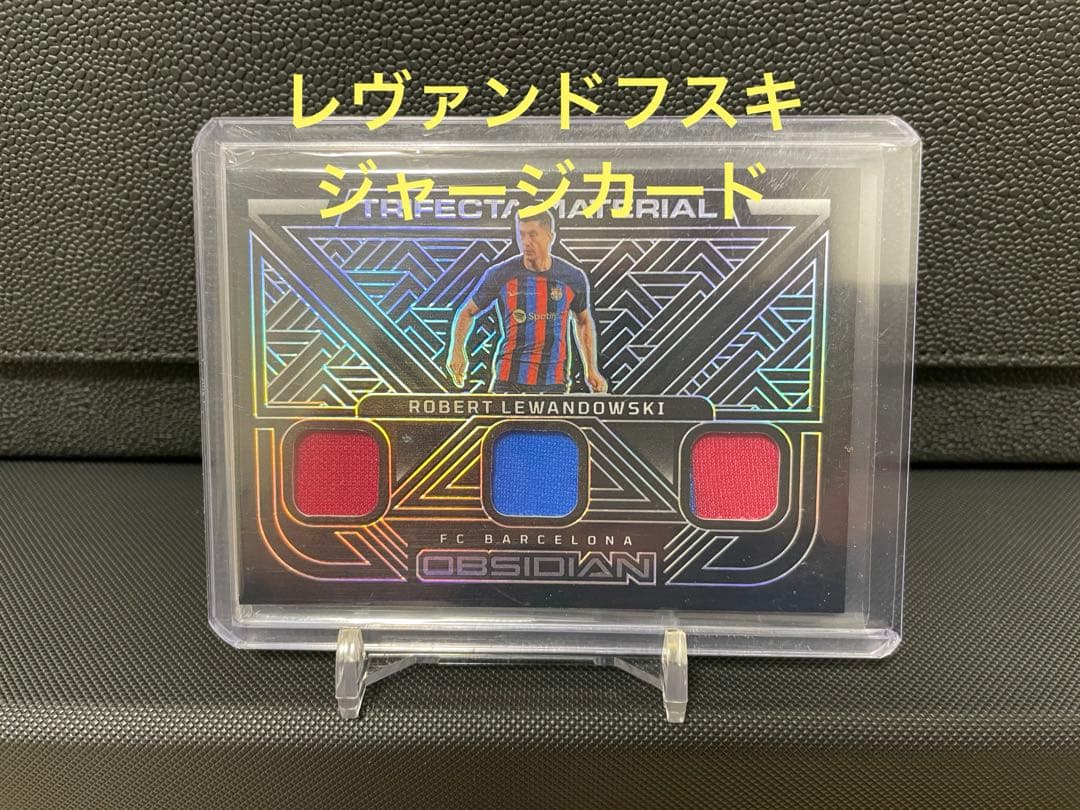 レヴァンドフスキ
ジャージカード
TRIFECTA MATERIAL
Spotify
ROBERT LEWANDOWSKI
FC BARCELONA
OBSIDIAN